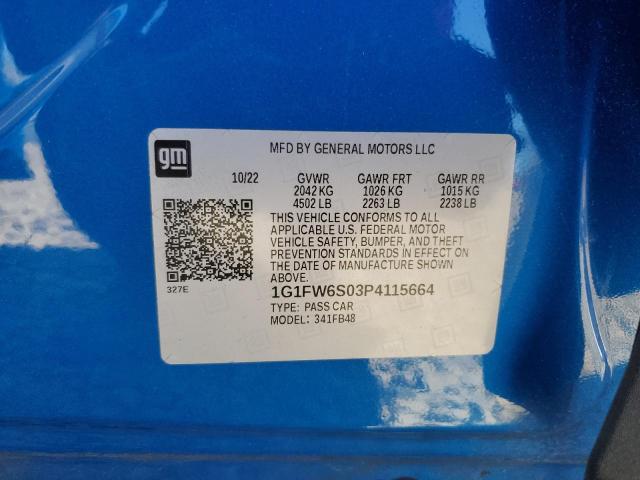 gm
MFD BY GENERAL MOTORS LLC
10/22 GVWR GAWR FRT GAWR RR
2042 KG 1026 KG 1015 KG
4502 LB 2263 LB 2238 LB
THIS VEHICLE CONFORMS TO ALL
APPLICABLE U.S. FEDERAL MOTOR
VEHICLE SAFETY, BUMPER, AND THEFT
PREVENTION STANDARDS IN EFFECT ON
THE DATE OF MANUFACTURE SHOWN
ABOVE.
327E
1G1FW6S03P4115664
TYPE: PASS CAR
MODEL: 341FB48